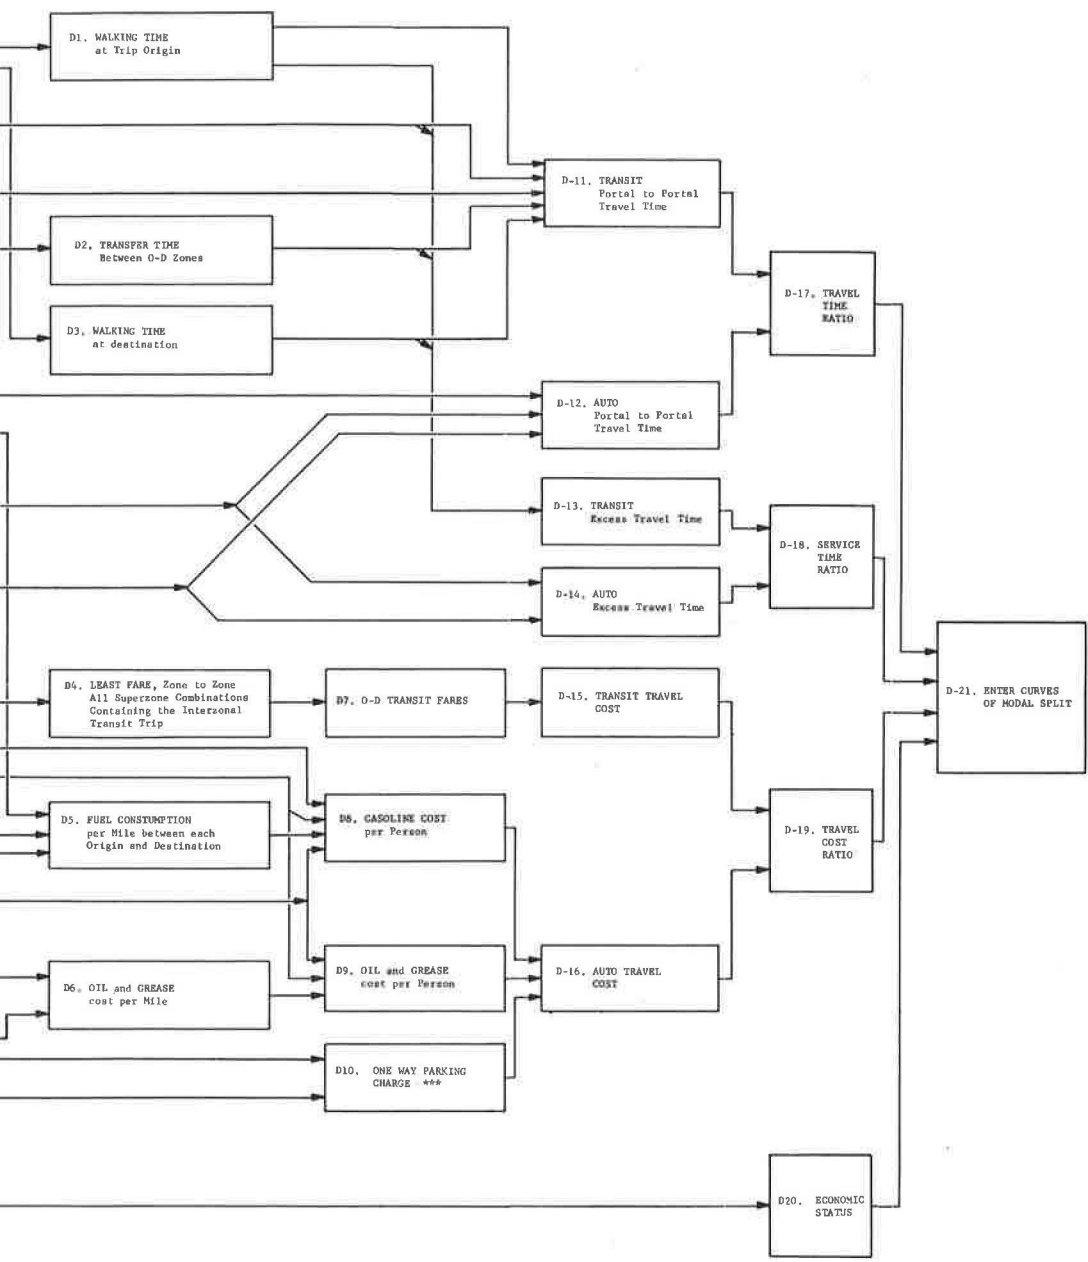 D1. WALKING TIME
at Trip Origin
D-11. TRANSIT
Portal to Portal
Travel Time
D2. TRANSFER TIME
Between O-D Zones
D-17. TRAVEL
TIME
RATIO
D3. WALKING TIME
at destination
D-12. AUTO
Portal to Portal
Travel Time
D-13. TRANSIT
Excess Travel Time
D-18. SERVICE
TIME
RATIO
D-14. AUTO
Excess Travel Time
D4. LEAST FARE, Zone to Zone
All Superzone Combinations
Containing the Interzonal
Transit Trip
D7. O-D TRANSIT FARES
D-15. TRANSIT TRAVEL
COST
D-21. ENTER CURVES
OF MODAL SPLIT
D5. FUEL CONSTUMPTION
per Mile between each
Origin and Destination
D8. GASOLINE COST
per Person
D-19. TRAVEL
COST
RATIO
D6. OIL and GREASE
cost per Mile
D9. OIL and GREASE
cost per Person
D-16. AUTO TRAVEL
COST
D10. ONE WAY PARKING
CHARGE ***
D20. ECONOMIC
STATUS